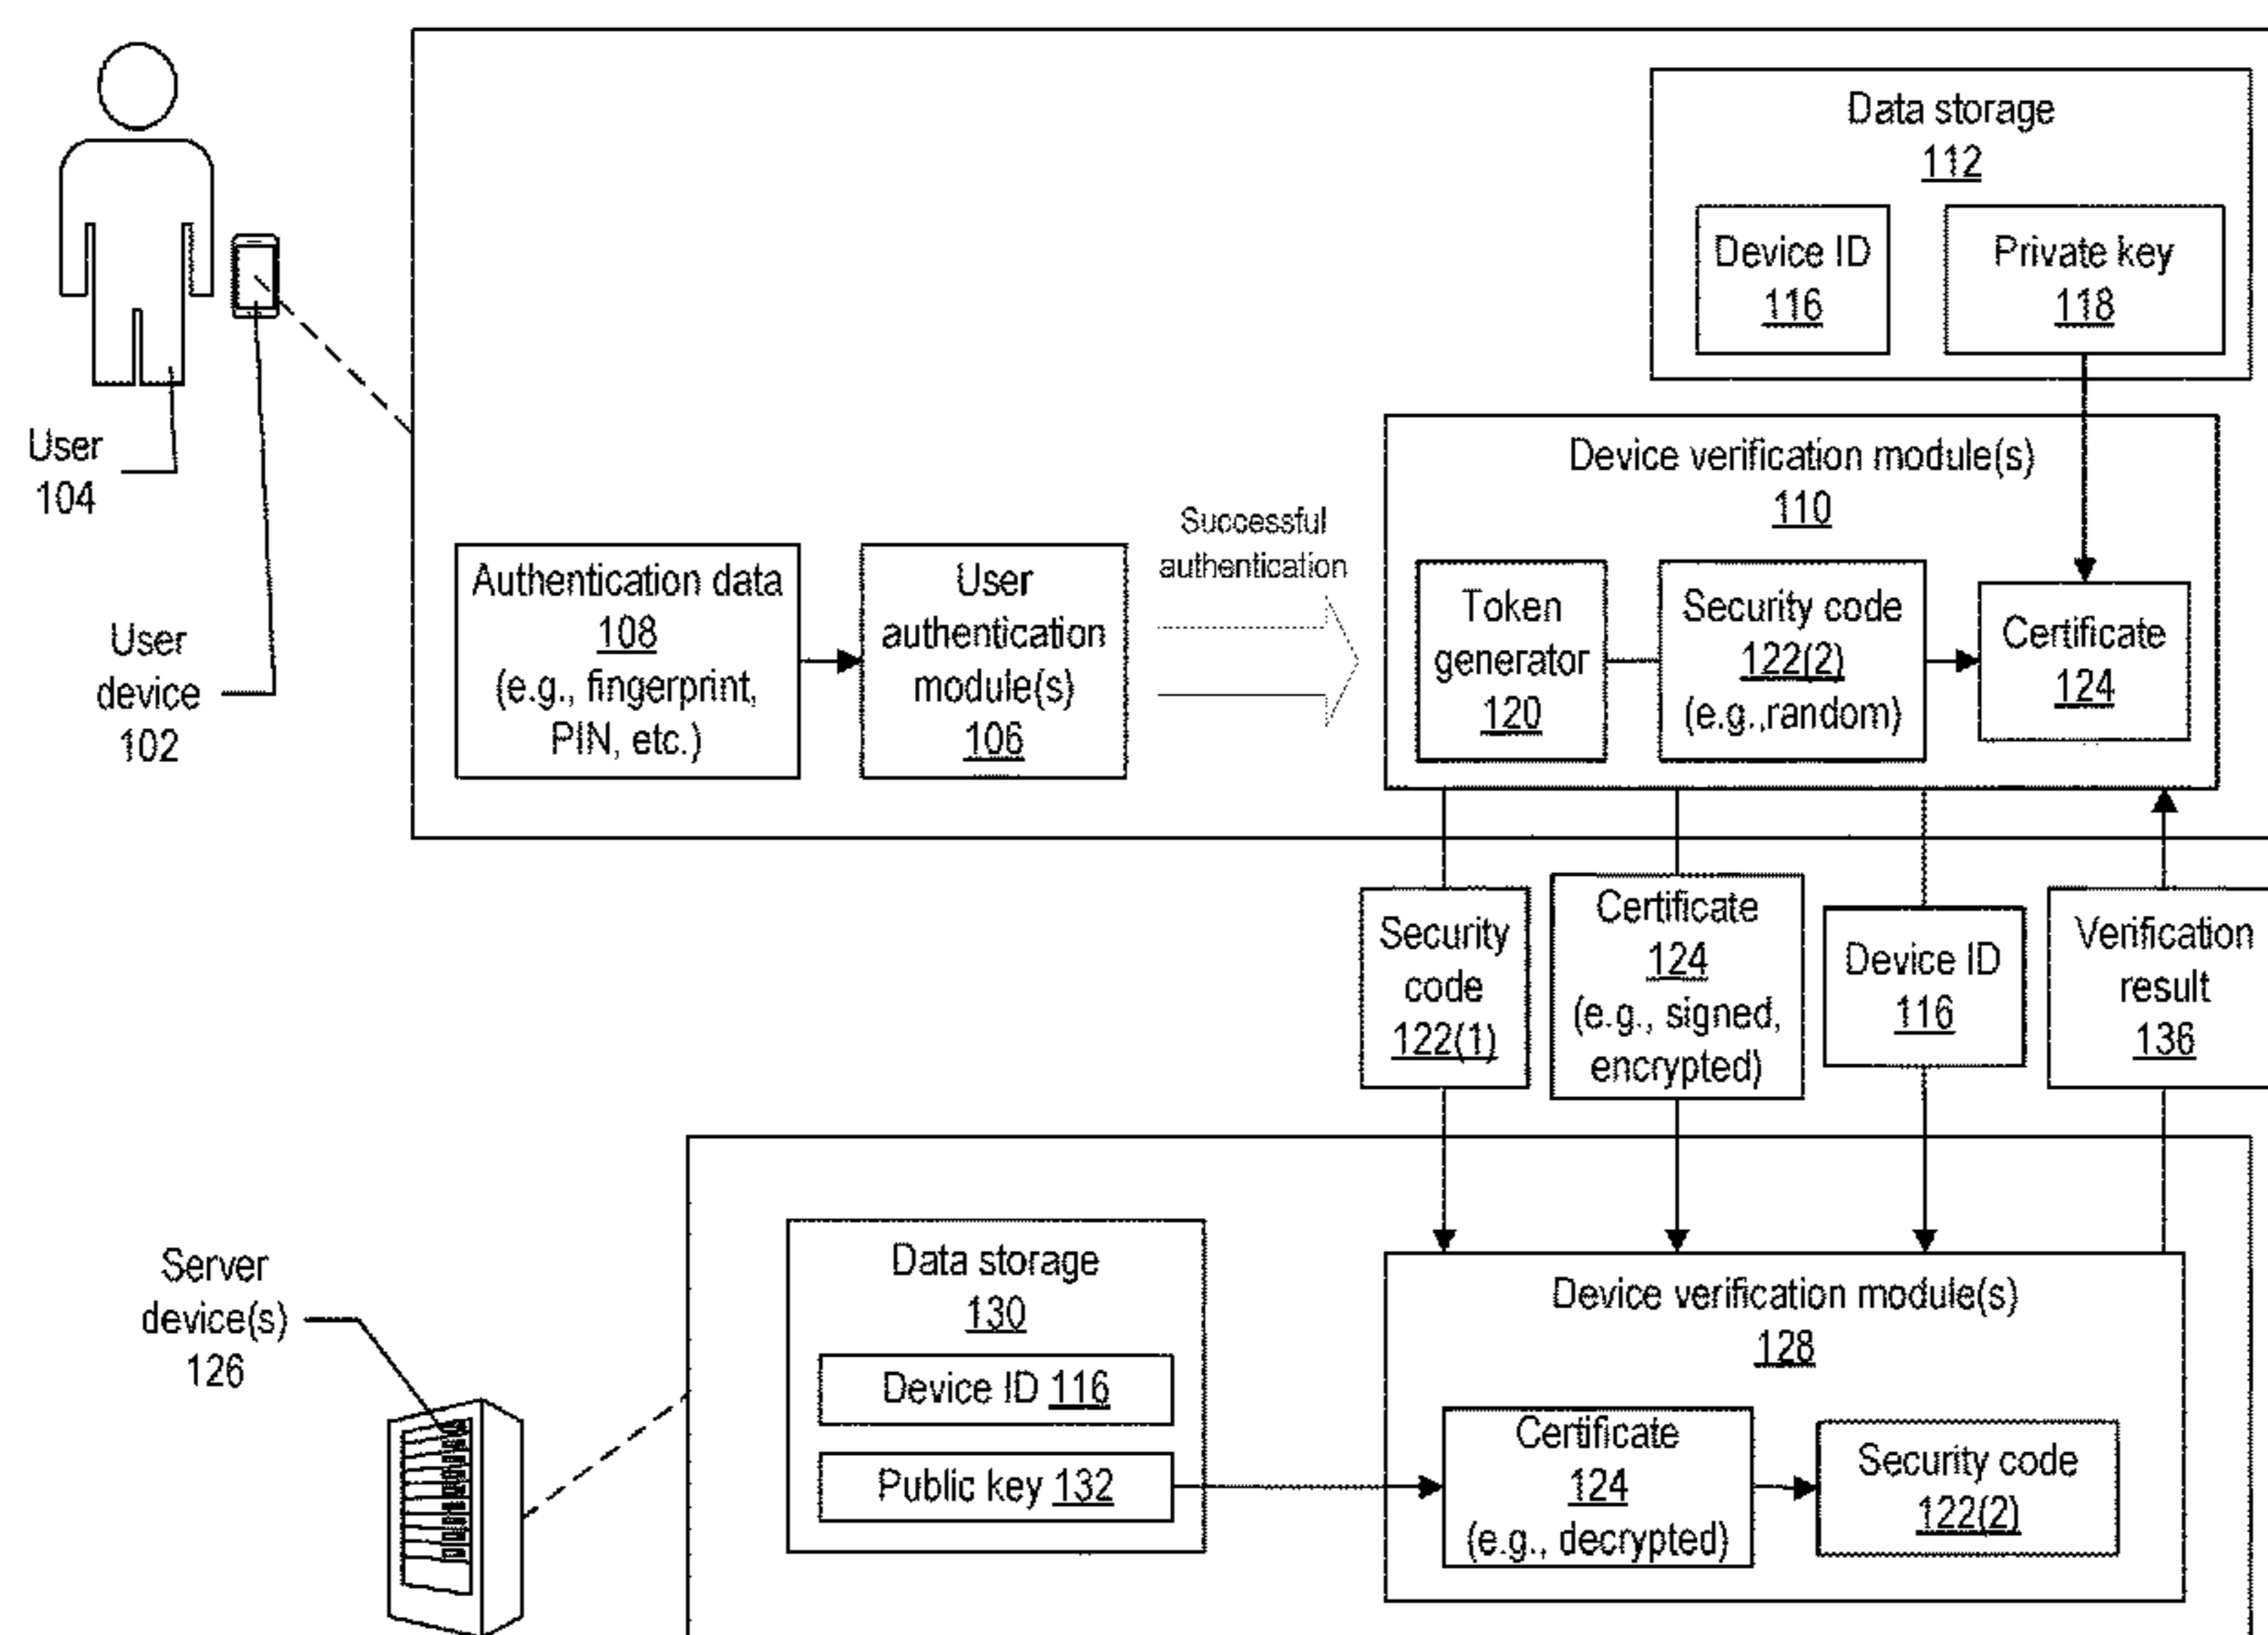 Data storage
112
Device ID
116
Private key
118
User
104
User
device
102
Authentication data
108
(e.g., fingerprint,
PIN, etc.)
User
authentication
module(s)
106
Successful
authentication
Device verification module(s)
110
Token
generator
120
Security code
122(2)
(e.g.,random)
Certificate
124
Security
code
122(1)
Certificate
124
(e.g., signed,
encrypted)
Device ID
116
Verification
result
136
Server
device(s)
126
Data storage
130
Device ID 116
Public key 132
Device verification module(s)
128
Certificate
124
(e.g., decrypted)
Security code
122(2)